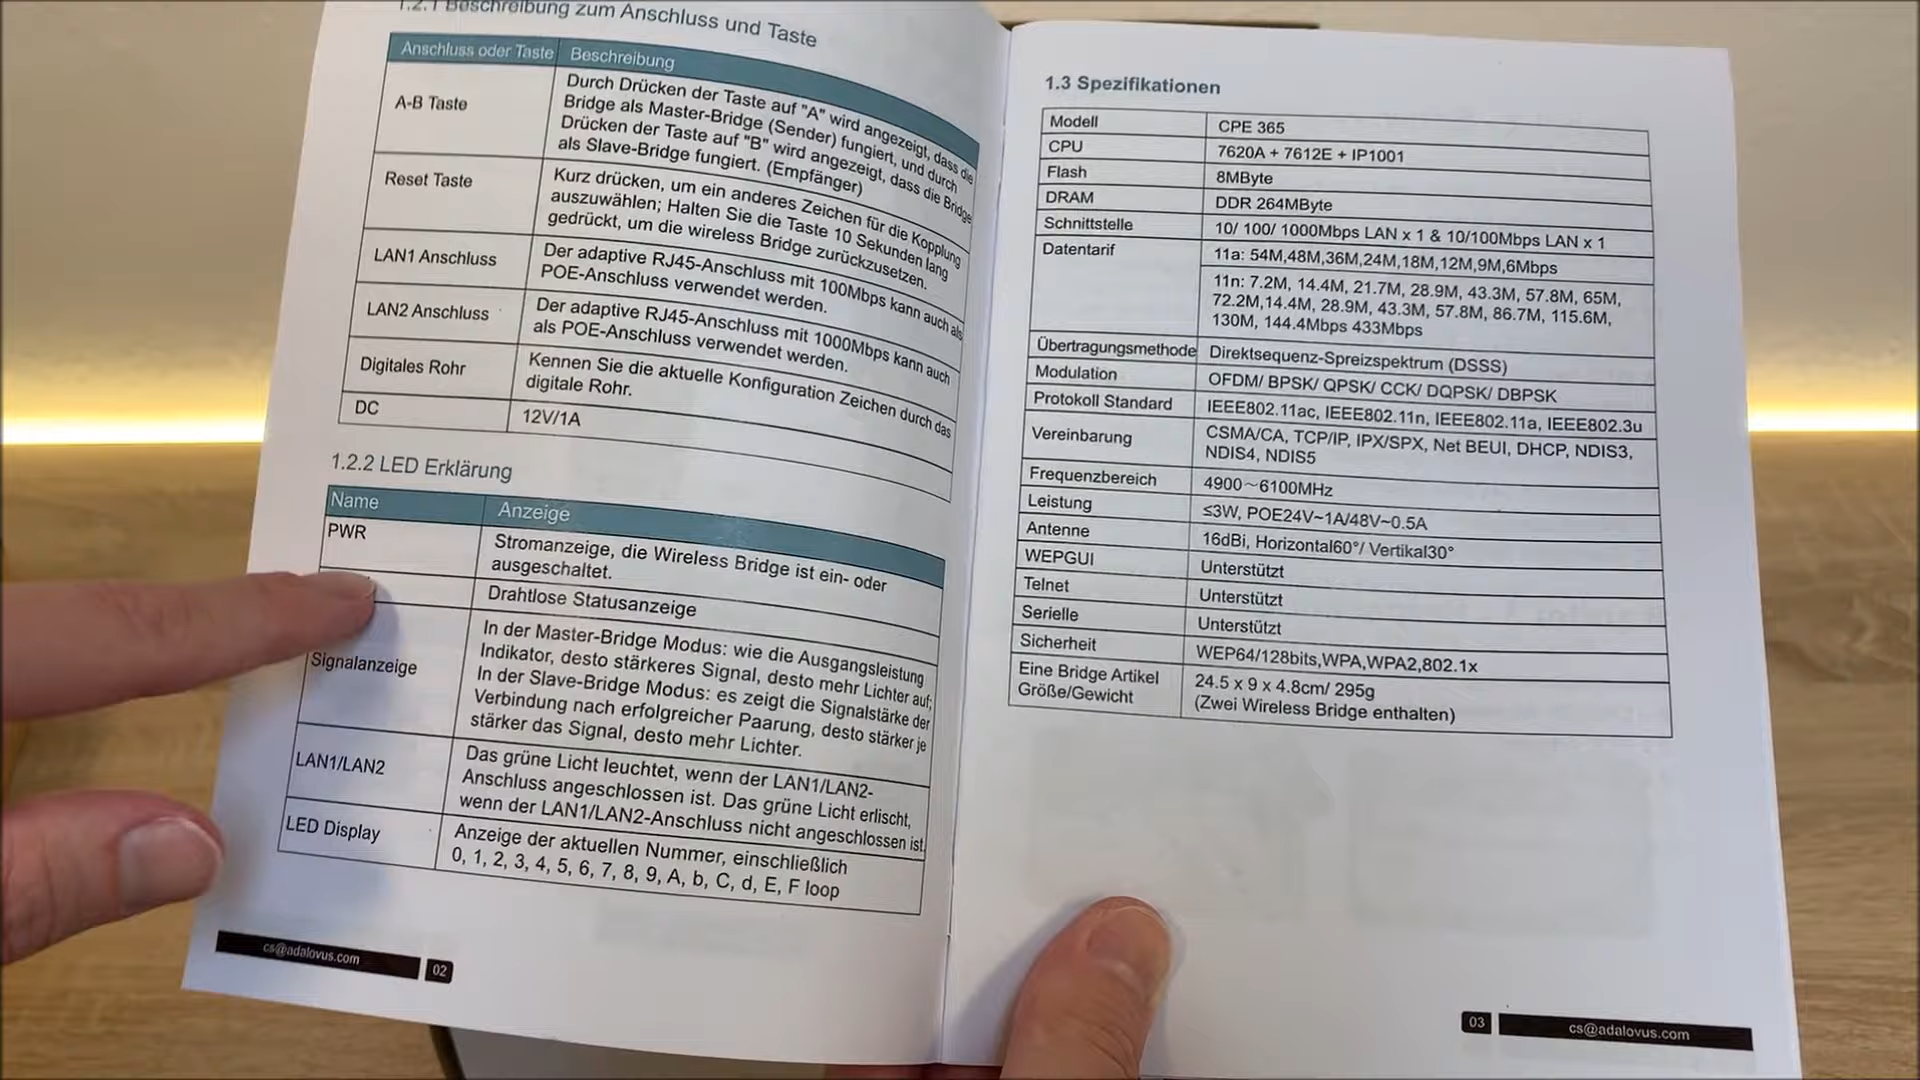 1.2.1 Beschreibung zum Anschluss und Taste
Anschluss oder Taste Beschreibung
A-B Taste
Durch Drücken der Taste auf "A" wird angezeigt, dass die
Bridge als Master-Bridge (Sender) fungiert, und durch
Drücken der Taste auf "B" wird angezeigt, dass die Bridge
als Slave-Bridge fungiert. (Empfänger)
Reset Taste
Kurz drücken, um ein anderes Zeichen für die Kopplung
auszuwählen; Halten Sie die Taste 10 Sekunden lang
gedrückt, um die wireless Bridge zurückzusetzen.
LAN1 Anschluss
Der adaptive RJ45-Anschluss mit 100Mbps kann auch als
POE-Anschluss verwendet werden.
LAN2 Anschluss
Der adaptive RJ45-Anschluss mit 1000Mbps kann auch
als POE-Anschluss verwendet werden.
Digitales Rohr
Kennen Sie die aktuelle Konfiguration Zeichen durch das
digitale Rohr.
DC 12V/1A
1.2.2 LED Erklärung
Name Anzeige
PWR
Stromanzeige, die Wireless Bridge ist ein- oder
ausgeschaltet.
Drahtlose Statusanzeige
Signalanzeige
In der Master-Bridge Modus: wie die Ausgangsleistung
Indikator, desto stärkeres Signal, desto mehr Lichter auf;
In der Slave-Bridge Modus: es zeigt die Signalstärke der
Verbindung nach erfolgreicher Paarung, desto stärker je
stärker das Signal, desto mehr Lichter.
LAN1/LAN2
Das grüne Licht leuchtet, wenn der LAN1/LAN2-
Anschluss angeschlossen ist. Das grüne Licht erlischt,
wenn der LAN1/LAN2-Anschluss nicht angeschlossen ist.
LED Display
Anzeige der aktuellen Nummer, einschließlich
0, 1, 2, 3, 4, 5, 6, 7, 8, 9, A, b, C, d, E, F loop
cs@adalovus.com 02
1.3 Spezifikationen
Modell CPE 365
CPU 7620A + 7612E + IP1001
Flash 8MByte
DRAM DDR 264MByte
Schnittstelle 10/ 100/ 1000Mbps LAN x 1 & 10/100Mbps LAN x 1
Datentarif 11a: 54M,48M,36M,24M,18M,12M,9M,6Mbps
11n: 7.2M, 14.4M, 21.7M, 28.9M, 43.3M, 57.8M, 65M,
72.2M,14.4M, 28.9M, 43.3M, 57.8M, 86.7M, 115.6M,
130M, 144.4Mbps 433Mbps
Übertragungsmethode Direktsequenz-Spreizspektrum (DSSS)
Modulation OFDM/ BPSK/ QPSK/ CCK/ DQPSK/ DBPSK
Protokoll Standard IEEE802.11ac, IEEE802.11n, IEEE802.11a, IEEE802.3u
Vereinbarung CSMA/CA, TCP/IP, IPX/SPX, Net BEUI, DHCP, NDIS3,
NDIS4, NDIS5
Frequenzbereich 4900～6100MHz
Leistung ≤3W, POE24V~1A/48V~0.5A
Antenne 16dBi, Horizontal60°/ Vertikal30°
WEPGUI Unterstützt
Telnet Unterstützt
Serielle Unterstützt
Sicherheit WEP64/128bits,WPA,WPA2,802.1x
Eine Bridge Artikel 24.5 x 9 x 4.8cm/ 295g
Größe/Gewicht (Zwei Wireless Bridge enthalten)
03 cs@adalovus.com